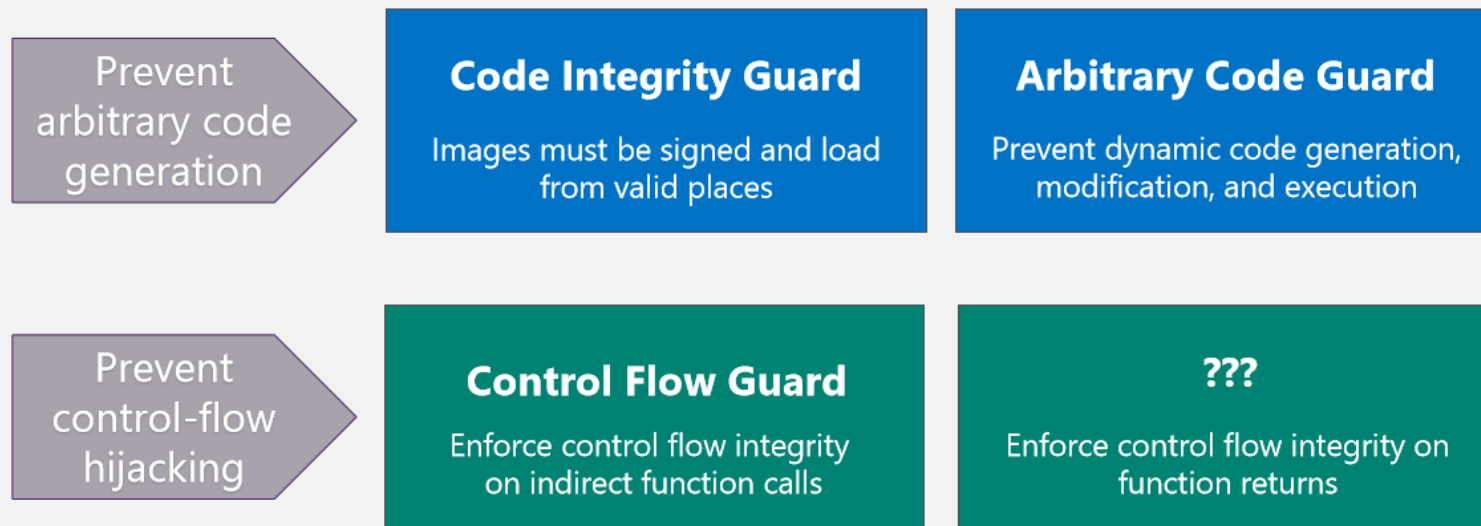 Prevent
arbitrary code
generation
Code Integrity Guard
Images must be signed and load
from valid places
Arbitrary Code Guard
Prevent dynamic code generation,
modification, and execution
Prevent
control-flow
hijacking
Control Flow Guard
Enforce control flow integrity
on indirect function calls
???
Enforce control flow integrity on
function returns